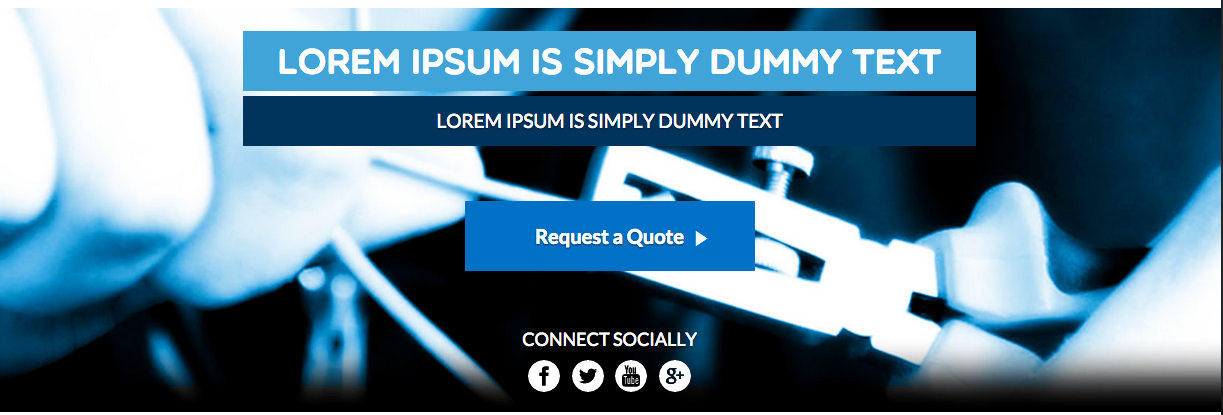 LOREM IPSUM IS SIMPLY DUMMY TEXT
LOREM IPSUM IS SIMPLY DUMMY TEXT
Request a Quote
CONNECT SOCIALLY
f You Tube g+